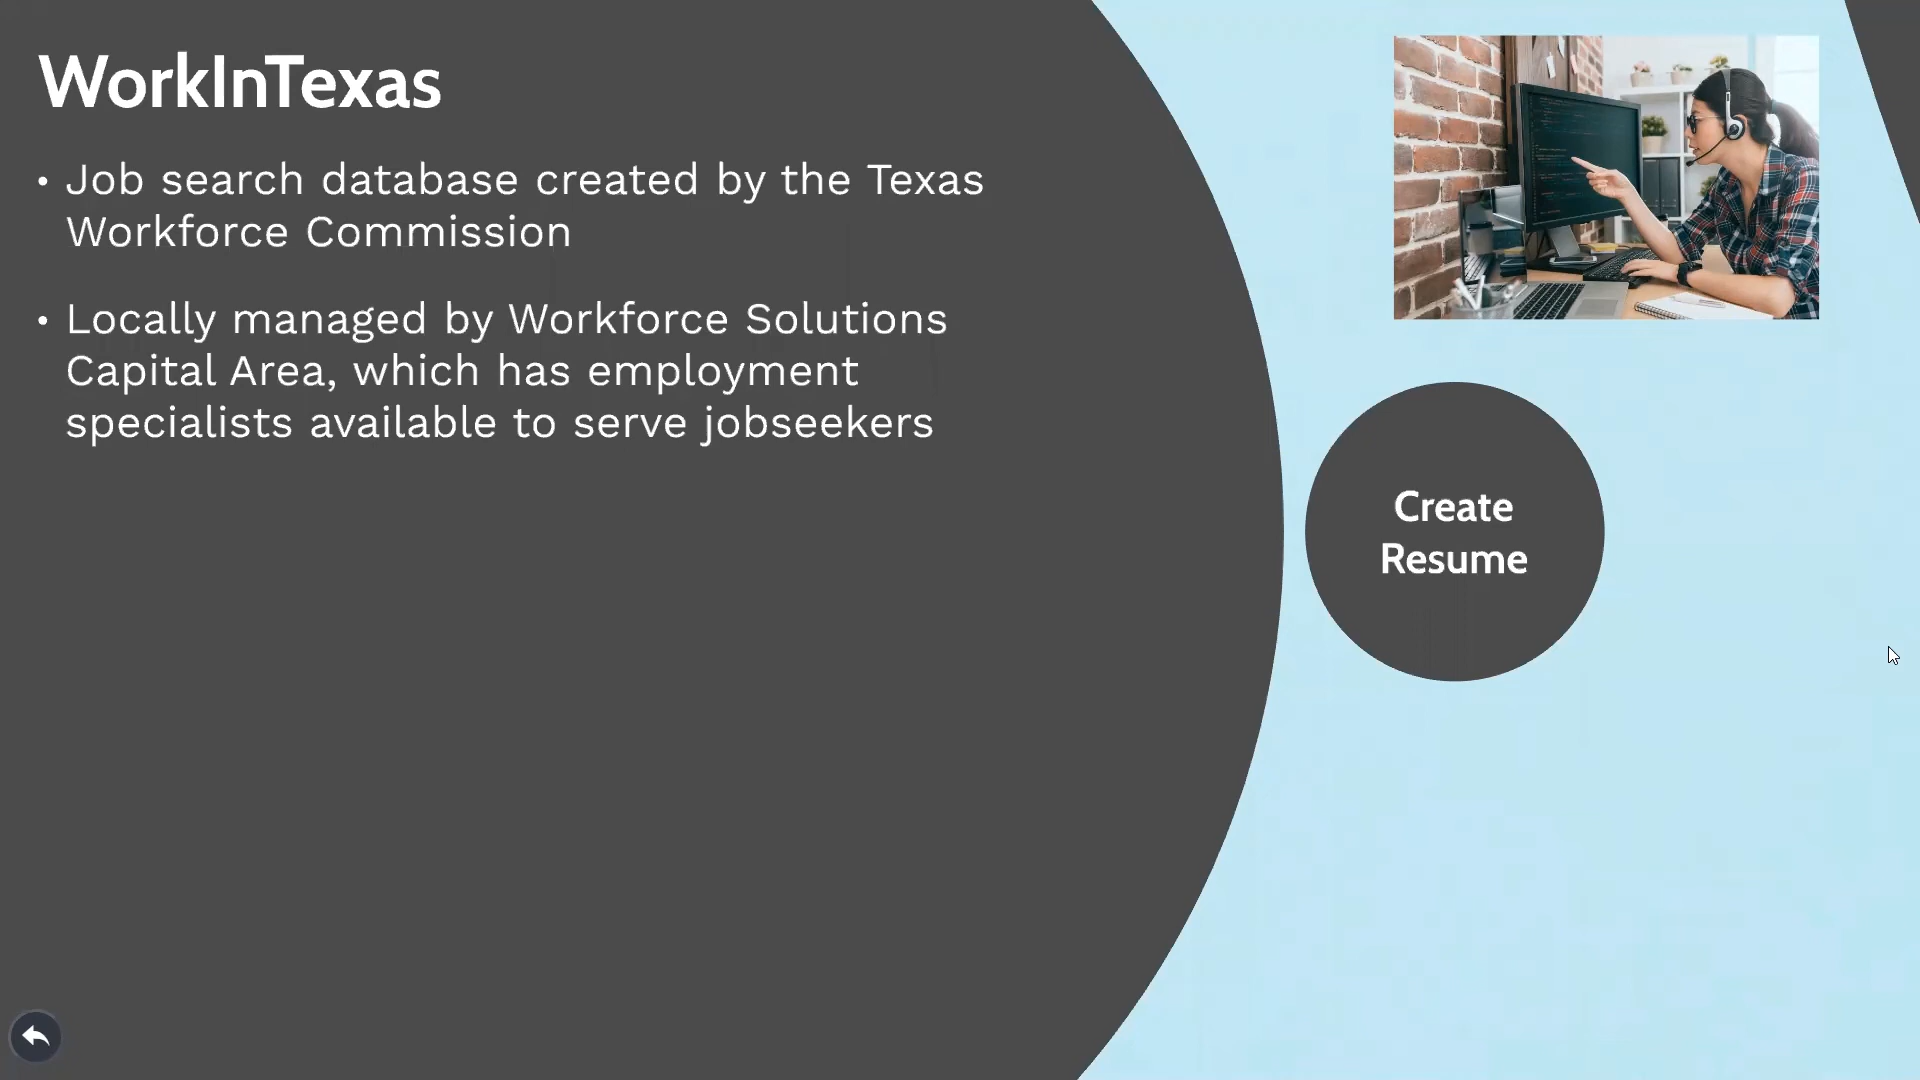 WorkInTexas
• Job search database created by the Texas
Workforce Commission
• Locally managed by Workforce Solutions
Capital Area, which has employment
specialists available to serve jobseekers
Create
Resume